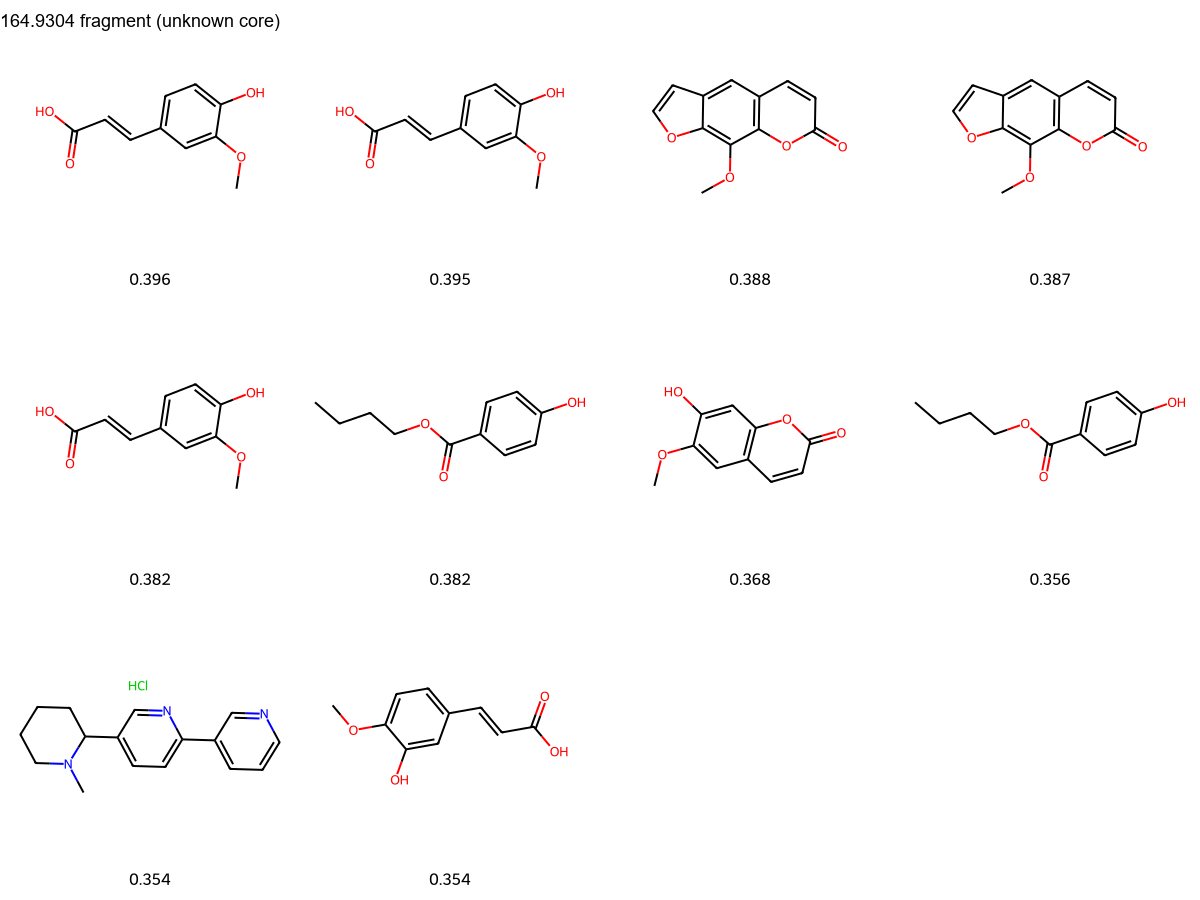 164.9304 fragment (unknown core)
HO O OH O
HO O OH O
O O O O
O O O O
0.396 0.395 0.388 0.387
HO O OH O
O O OH
HO O O O
O O OH
0.382 0.382 0.368 0.356
HCl N N N
O OH O OH
0.354 0.354